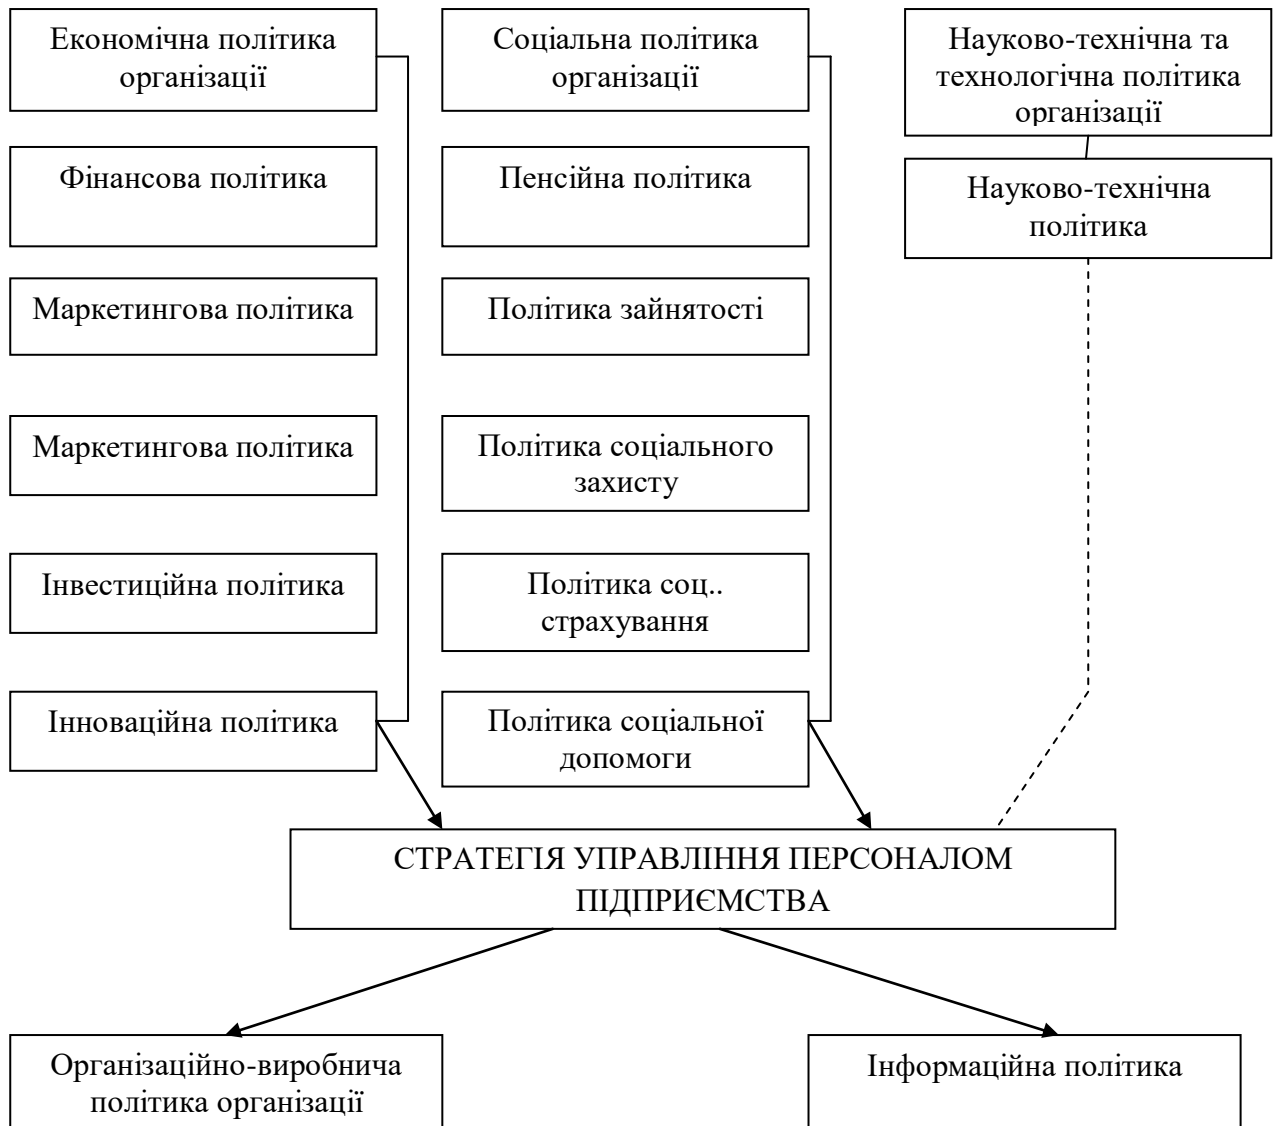 Економічна політика
організації
Фінансова політика
Маркетингова політика
Маркетингова політика
Інвестиційна політика
Інноваційна політика
Соціальна політика
організації
Пенсійна політика
Політика зайнятості
Політика соціального
захисту
Політика соц..
страхування
Політика соціальної
допомоги
Науково-технічна та
технологічна політика
організації
Науково-технічна
політика
СТРАТЕГІЯ УПРАВЛІННЯ ПЕРСОНАЛОМ
ПІДПРИЄМСТВА
Організаційно-виробнича
політика організації
Інформаційна політика